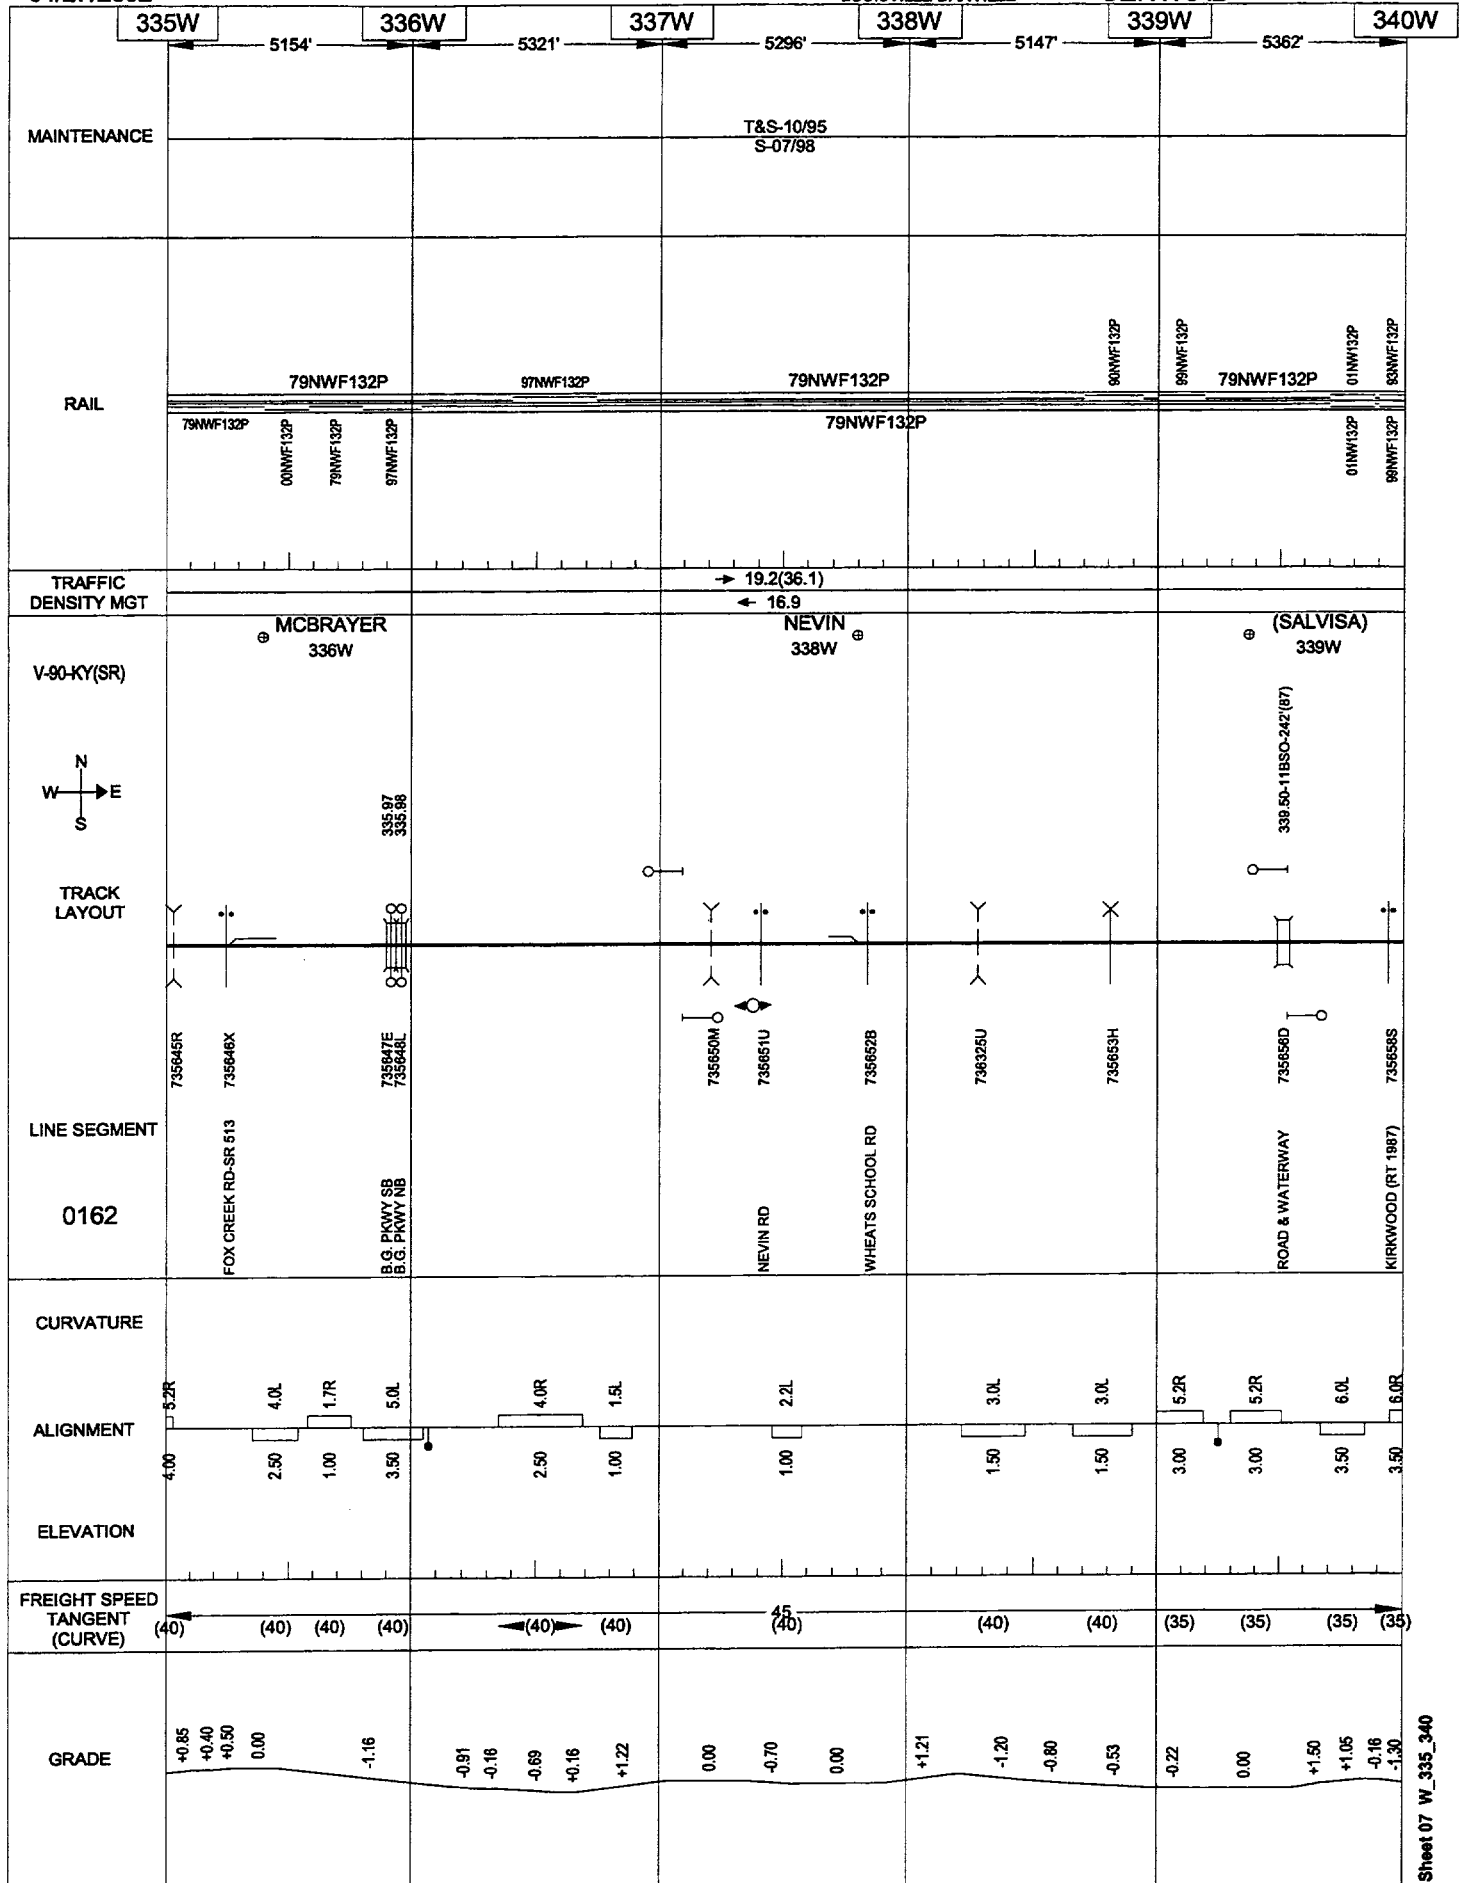 335W 336W 337W 338W 339W 340W
5154' 5321' 5296' 5147' 5362'
MAINTENANCE
T&S-10/95
S-07/98
RAIL
79NWF132P 97NWF132P 79NWF132P 90NWF132P 99NWF132P 79NWF132P 01NW132P 93NWF132P
79NWF132P 00NWF132P 79NWF132P 97NWF132P 79NWF132P 01NW132P 99NWF132P
TRAFFIC
DENSITY MGT
→ 19.2(36.1)
← 16.9
MCBRAYER
336W
NEVIN
338W
(SALVISA)
339W
V-90-KY(SR)
N
W E
S
335.97
335.98
339.50-11BSO-242'(87)
TRACK
LAYOUT
735645R 735646X 735647E 735648L 735650M 735651U 735652B 736325U 735653H 735656D 735658S
LINE SEGMENT
0162
FOX CREEK RD-SR 513
B.G. PKWY SB
B.G. PKWY NB
NEVIN RD
WHEATS SCHOOL RD
ROAD & WATERWAY
KIRKWOOD (RT 1987)
CURVATURE
5.2R 4.0L 1.7R 5.0L 4.0R 1.5L 2.2L 3.0L 3.0L 5.2R 5.2R 6.0L 6.0R
ALIGNMENT
4.00 2.50 1.00 3.50 2.50 1.00 1.00 1.50 1.50 3.00 3.00 3.50 3.50
ELEVATION
FREIGHT SPEED
TANGENT
(CURVE)
45
(40) (40) (40) (40) (40) (40) (40) (40) (40) (35) (35) (35) (35)
GRADE
+0.85 +0.40 +0.50 0.00 -1.16 -0.91 -0.16 -0.69 +0.16 +1.22 0.00 -0.70 0.00 +1.21 -1.20 -0.80 -0.53 -0.22 0.00 +1.50 +1.05 -0.16 -1.30
Sheet 07 W_335_340